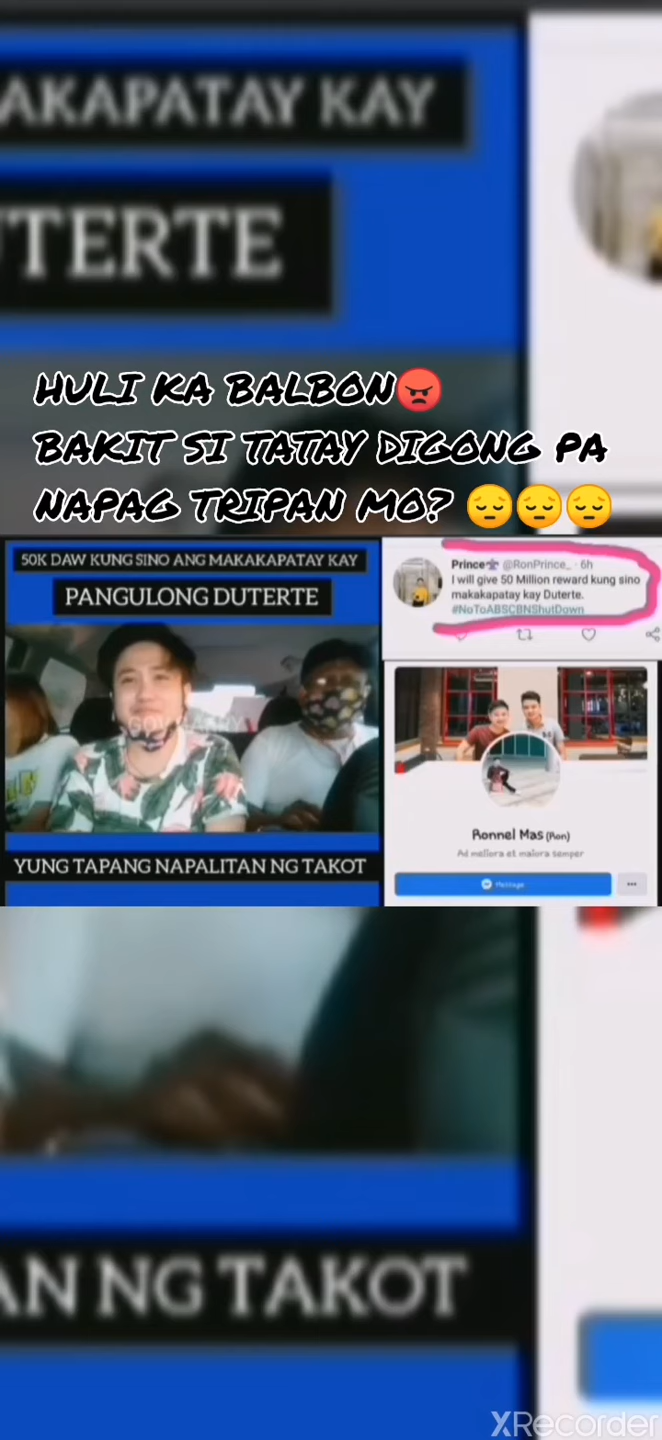 AKAPATAY KAY
UTERTE
HULI KA BALBON😡
BAKIT SI TATAY DIGONG PA
NAPAG TRIPAN MO? 😔😔😔
50K DAW KUNG SINO ANG MAKAKAPATAY KAY
PANGULONG DUTERTE
YUNG TAPANG NAPALITAN NG TAKOT
Prince @RonPrince_ · 6h
I will give 50 Million reward kung sino
makakapatay kay Duterte.
#NoToABSCBNShutDown
Ronnel Mas (Ron)
Ad meliora et maiora semper
Message
AN NG TAKOT
XRecorder